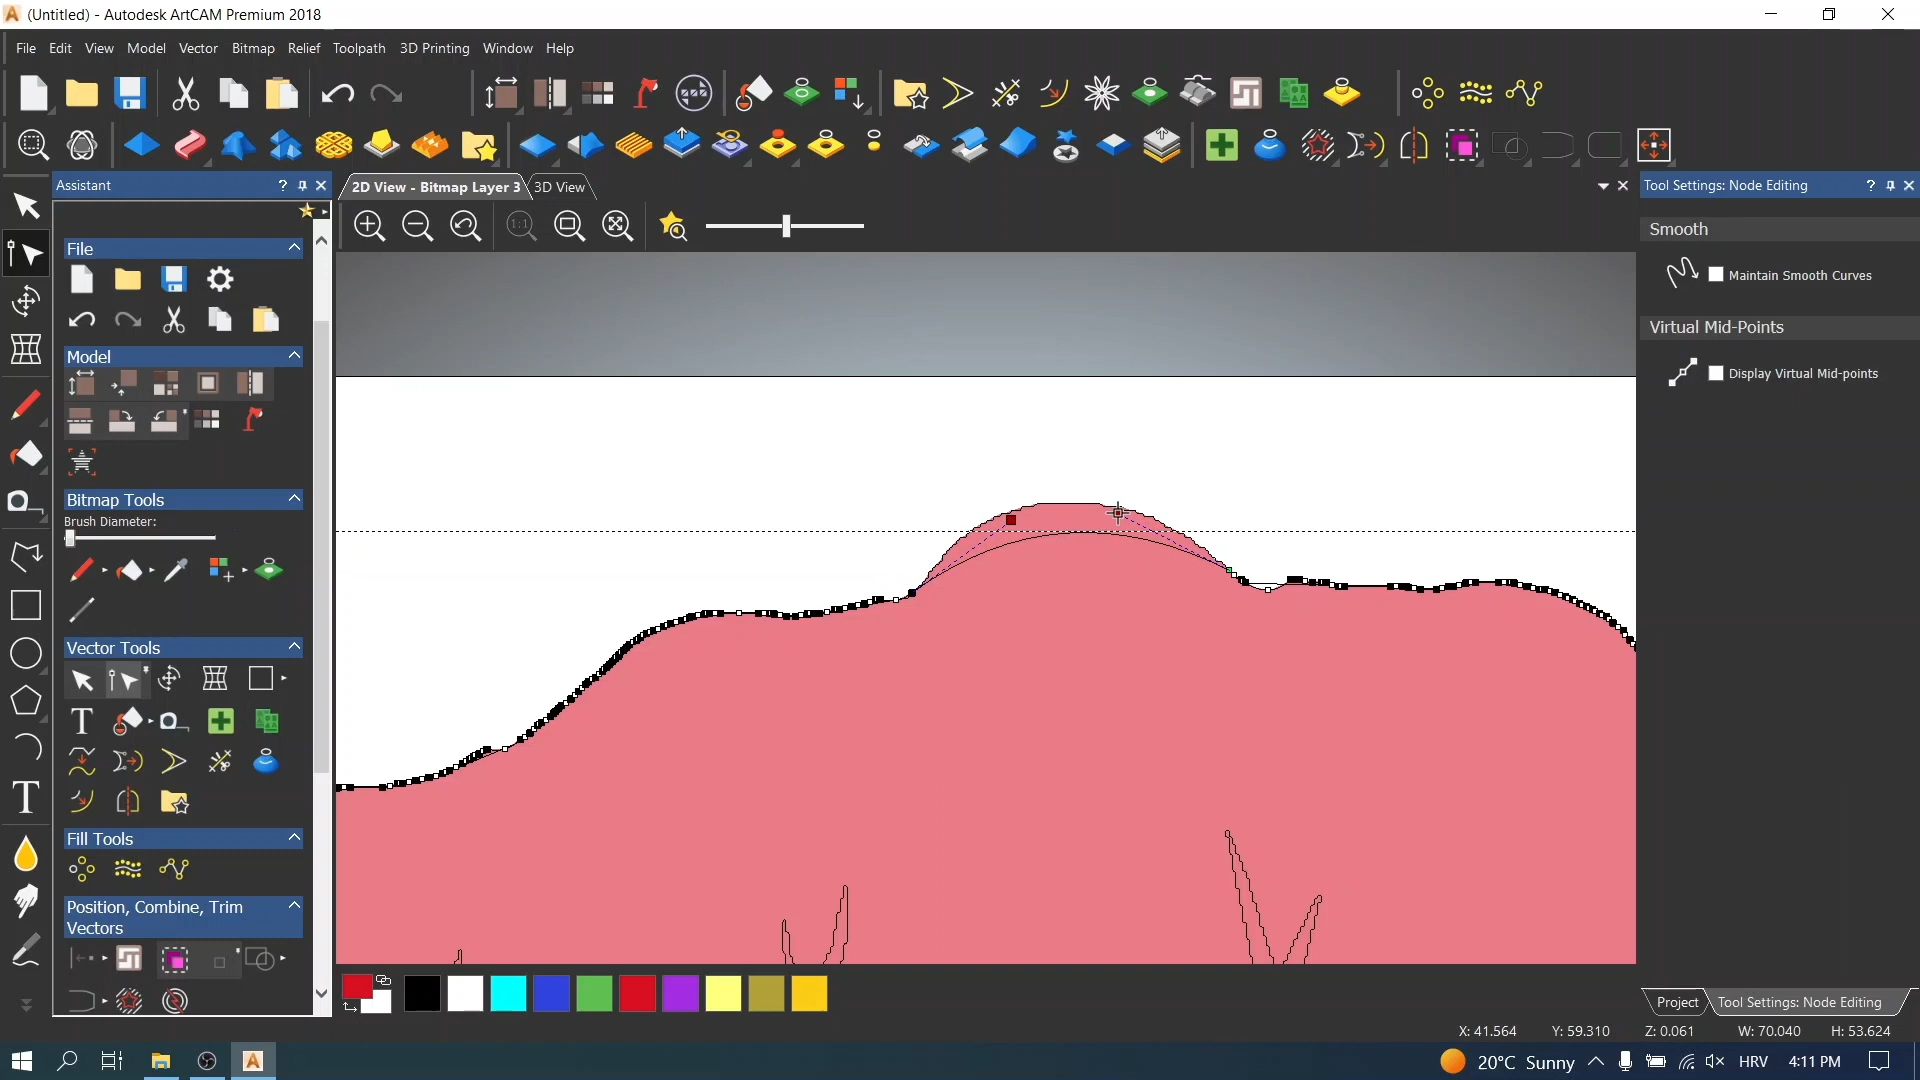 (Untitled) - Autodesk ArtCAM Premium 2018
File Edit View Model Vector Bitmap Relief Toolpath 3D Printing Window Help
Assistant
2D View - Bitmap Layer 3
3D View
Tool Settings: Node Editing
Smooth
Maintain Smooth Curves
Virtual Mid-Points
Display Virtual Mid-points
File
Model
Bitmap Tools
Brush Diameter:
Vector Tools
Fill Tools
Position, Combine, Trim
Vectors
1:1
Project
Tool Settings: Node Editing
X: 41.564 Y: 59.310 Z: 0.061 W: 70.040 H: 53.624
20°C Sunny
HRV
4:11 PM